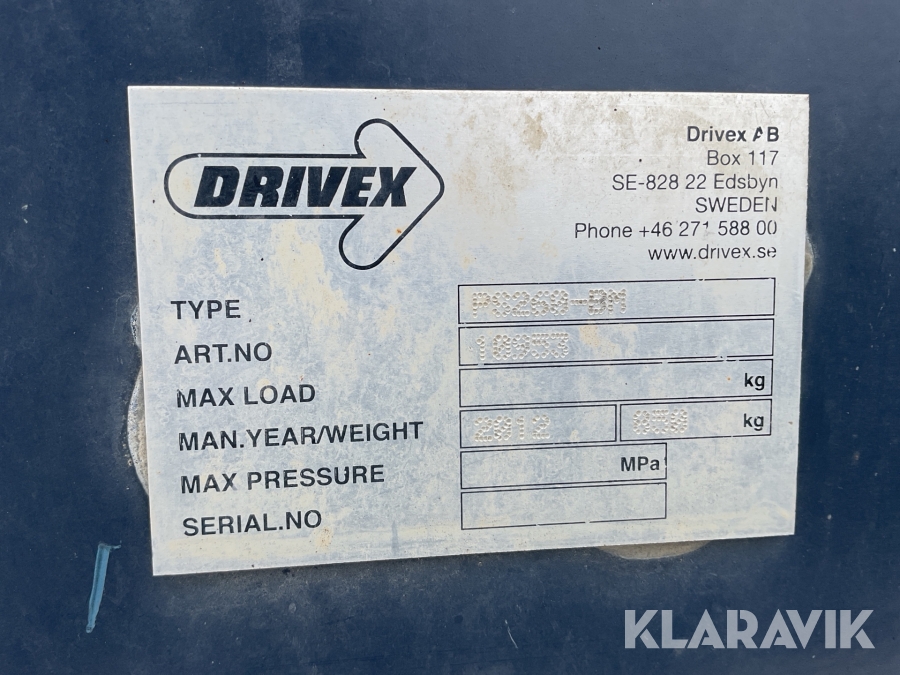 DRIVEX
Drivex AB
Box 117
SE-828 22 Edsbyn
SWEDEN
Phone +46 271 588 00
www.drivex.se
TYPE
ART.NO
MAX LOAD kg
MAN.YEAR/WEIGHT 2012 kg
MAX PRESSURE MPa
SERIAL.NO
KLARAVIK